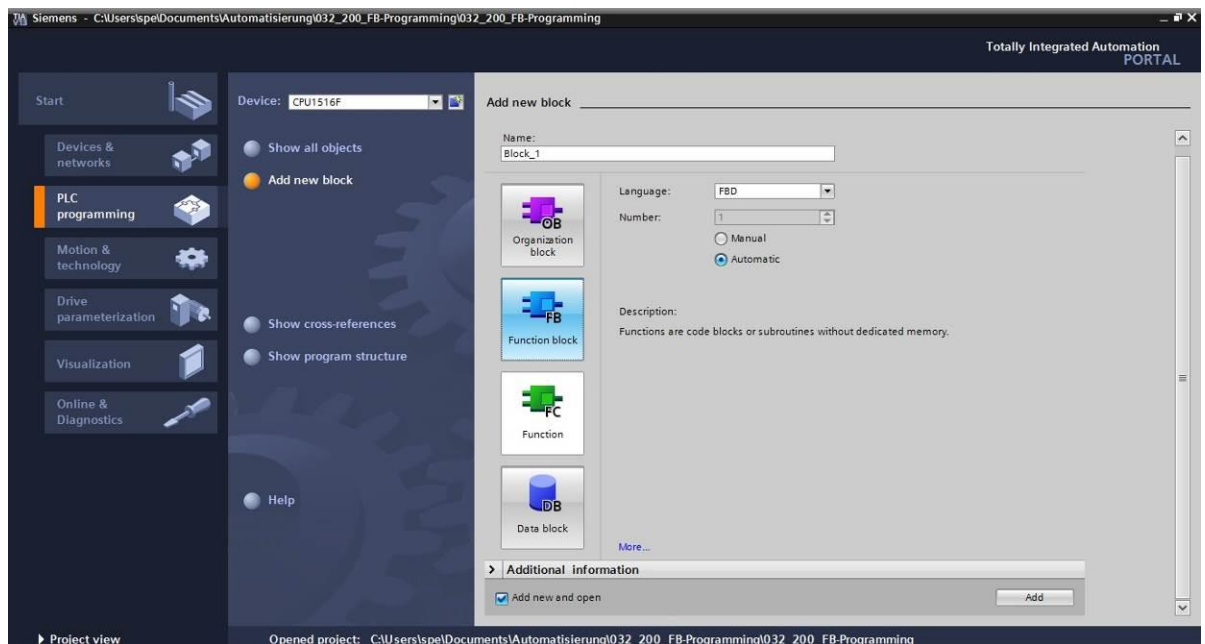 Siemens - C:\Users\spe\Documents\Automatisierung\032_200_FB-Programming\032_200_FB-Programming
Totally Integrated Automation
PORTAL
Start
Devices &
networks
PLC
programming
Motion &
technology
Drive
parameterization
Visualization
Online &
Diagnostics
Device: CPU1516F
Show all objects
Add new block
Show cross-references
Show program structure
Help
Add new block
Name:
Block_1
OB
Organization
block
FB
Function block
FC
Function
DB
Data block
Language: FBD
Number: 1
Manual
Automatic
Description:
Functions are code blocks or subroutines without dedicated memory.
More...
Additional information
Add new and open
Add
Project view
Opened project: C:\Users\spe\Documents\Automatisierung\032_200_FB-Programming\032_200_FB-Programming